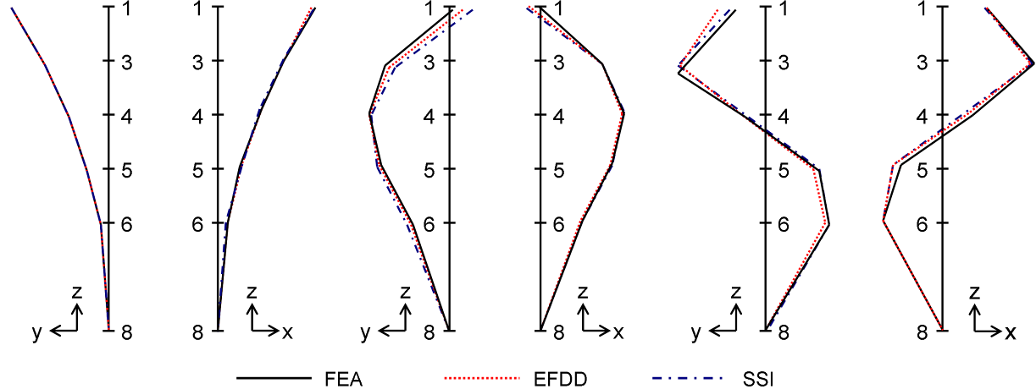 1 1 1 1 1 1
3 3 3 3 3 3
4 4 4 4 4 4
5 5 5 5 5 5
6 6 6 6 6 6
z z z z z z
y x y x y x
8 8 8 8 8 8
FEA EFDD SSI